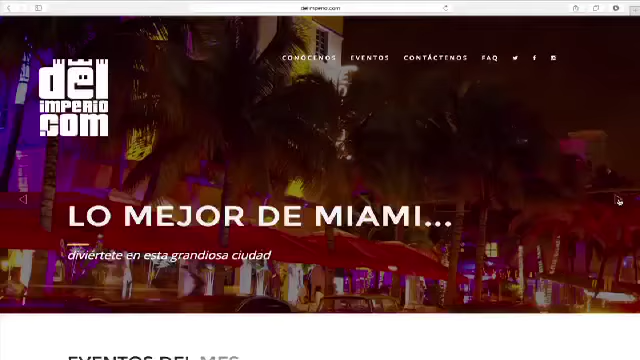 delimperio.com
CONÓCENOS EVENTOS CONTÁCTENOS FAQ
del
imperio
.com
LO MEJOR DE MIAMI...
diviértete en esta grandiosa ciudad
EVENTOS DEL MES